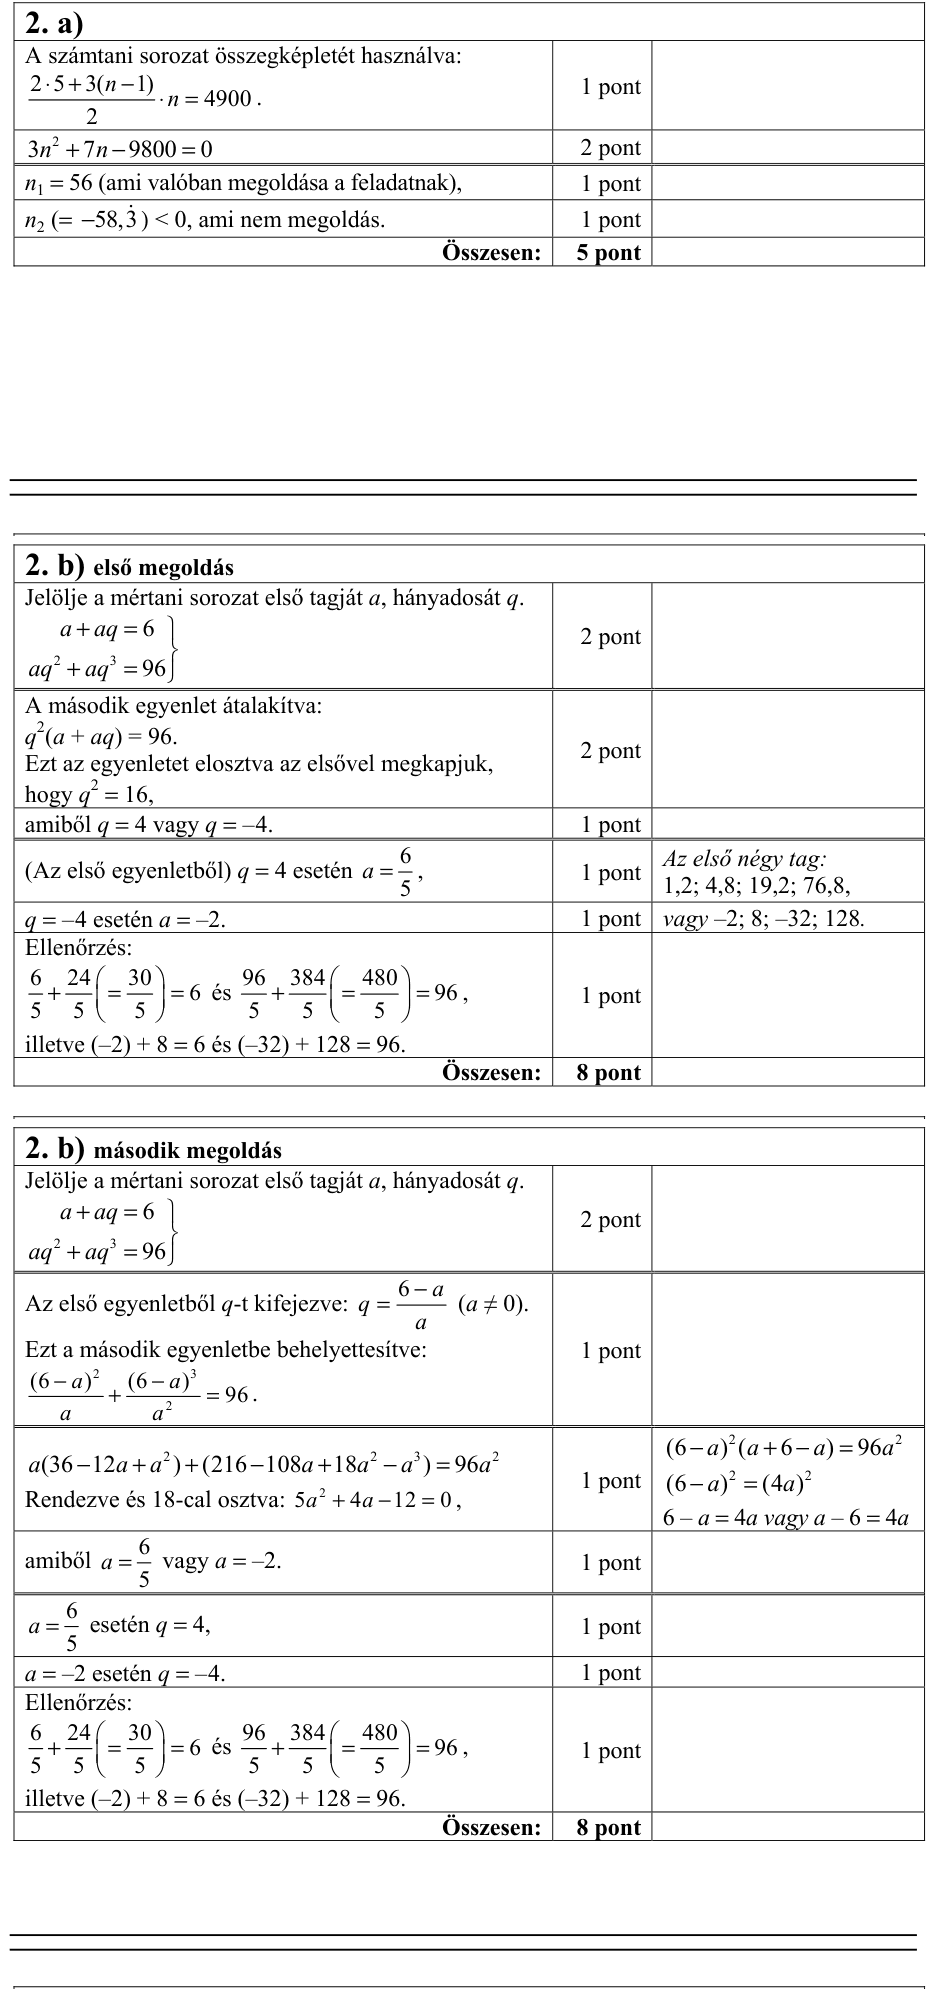 2. a)
A számtani sorozat összegképletét használva:
(2·5+3(n−1))/2 · n = 4900. 1 pont
3n² + 7n − 9800 = 0 2 pont
n₁ = 56 (ami valóban megoldása a feladatnak), 1 pont
n₂ (= −58,3̇) < 0, ami nem megoldás. 1 pont
Összesen: 5 pont
2. b) első megoldás
Jelölje a mértani sorozat első tagját a, hányadosát q.
a + aq = 6
aq² + aq³ = 96} 2 pont
A második egyenlet átalakítva:
q²(a + aq) = 96.
Ezt az egyenletet elosztva az elsővel megkapjuk,
hogy q² = 16, 2 pont
amiből q = 4 vagy q = –4. 1 pont
(Az első egyenletből) q = 4 esetén a = 6/5, 1 pont Az első négy tag:
1,2; 4,8; 19,2; 76,8,
q = –4 esetén a = –2. 1 pont vagy –2; 8; –32; 128.
Ellenőrzés:
6/5 + 24/5 (= 30/5) = 6 és 96/5 + 384/5 (= 480/5) = 96, 1 pont
illetve (–2) + 8 = 6 és (–32) + 128 = 96.
Összesen: 8 pont
2. b) második megoldás
Jelölje a mértani sorozat első tagját a, hányadosát q.
a + aq = 6
aq² + aq³ = 96} 2 pont
Az első egyenletből q-t kifejezve: q = (6 − a)/a (a ≠ 0).
Ezt a második egyenletbe behelyettesítve: 1 pont
(6 − a)²/a + (6 − a)³/a² = 96.
a(36 − 12a + a²) + (216 − 108a + 18a² − a³) = 96a²
Rendezve és 18-cal osztva: 5a² + 4a − 12 = 0, 1 pont
(6 − a)²(a + 6 − a) = 96a²
(6 − a)² = (4a)²
6 – a = 4a vagy a – 6 = 4a
amiből a = 6/5 vagy a = –2. 1 pont
a = 6/5 esetén q = 4, 1 pont
a = –2 esetén q = –4. 1 pont
Ellenőrzés:
6/5 + 24/5 (= 30/5) = 6 és 96/5 + 384/5 (= 480/5) = 96, 1 pont
illetve (–2) + 8 = 6 és (–32) + 128 = 96.
Összesen: 8 pont